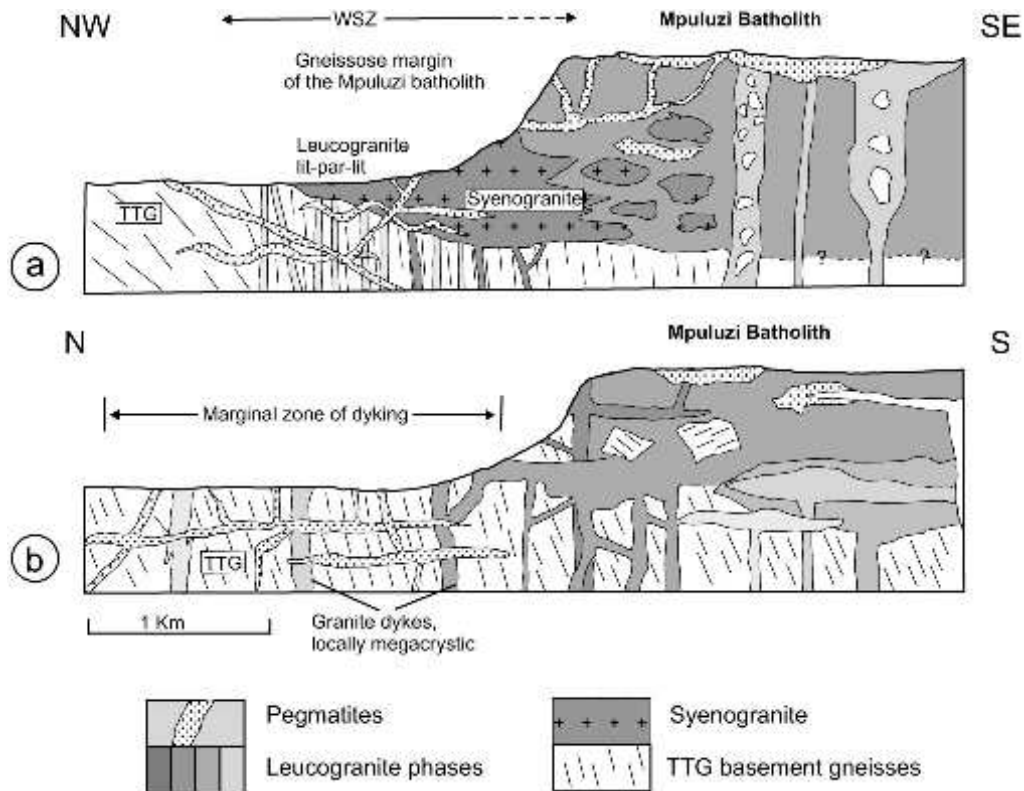 NW
WSZ
Mpuluzi Batholith
SE
Gneissose margin
of the Mpuluzi batholith
Leucogranite
lit-par-lit
Syenogranite
TTG
?
?
a
N
Mpuluzi Batholith
S
Marginal zone of dyking
TTG
b
1 Km
Granite dykes,
locally megacrystic
Pegmatites
Syenogranite
Leucogranite phases
TTG basement gneisses